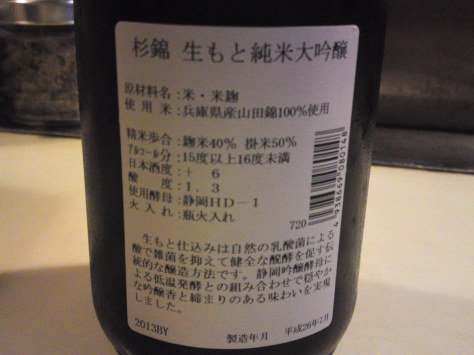 杉錦 生もと純米大吟醸
原材料名：米・米麹
使用米：兵庫県産山田錦100%使用
精米歩合：麹米40% 掛米50%
アルコール分：15度以上16度未満
日本酒度：＋ 6
酸 度：1．3
使用酵母：静岡HD－1
火入れ：瓶火入れ
720
4938669080148
生もと仕込みは自然の乳酸菌による
酸で雑菌を抑えて健全な醗酵を促す伝
統的な醸造方法です。静岡吟醸酵母に
よる低温発酵との組み合わせで穏やか
な吟醸香と締まりのある味わいを実現
しました。
2013BY 製造年月 平成26年7月